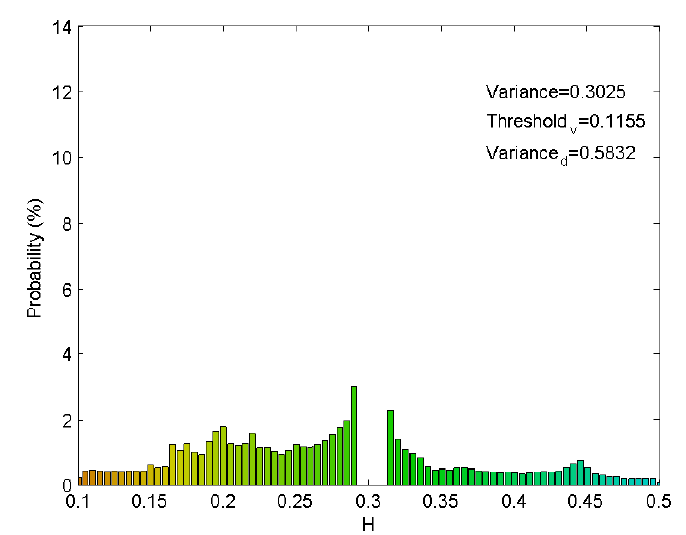 14
12
10
8
6
4
2
0
Probability (%)
Variance=0.3025
Threshold_v=0.1155
Variance_d=0.5832
0.1 0.15 0.2 0.25 0.3 0.35 0.4 0.45 0.5
H